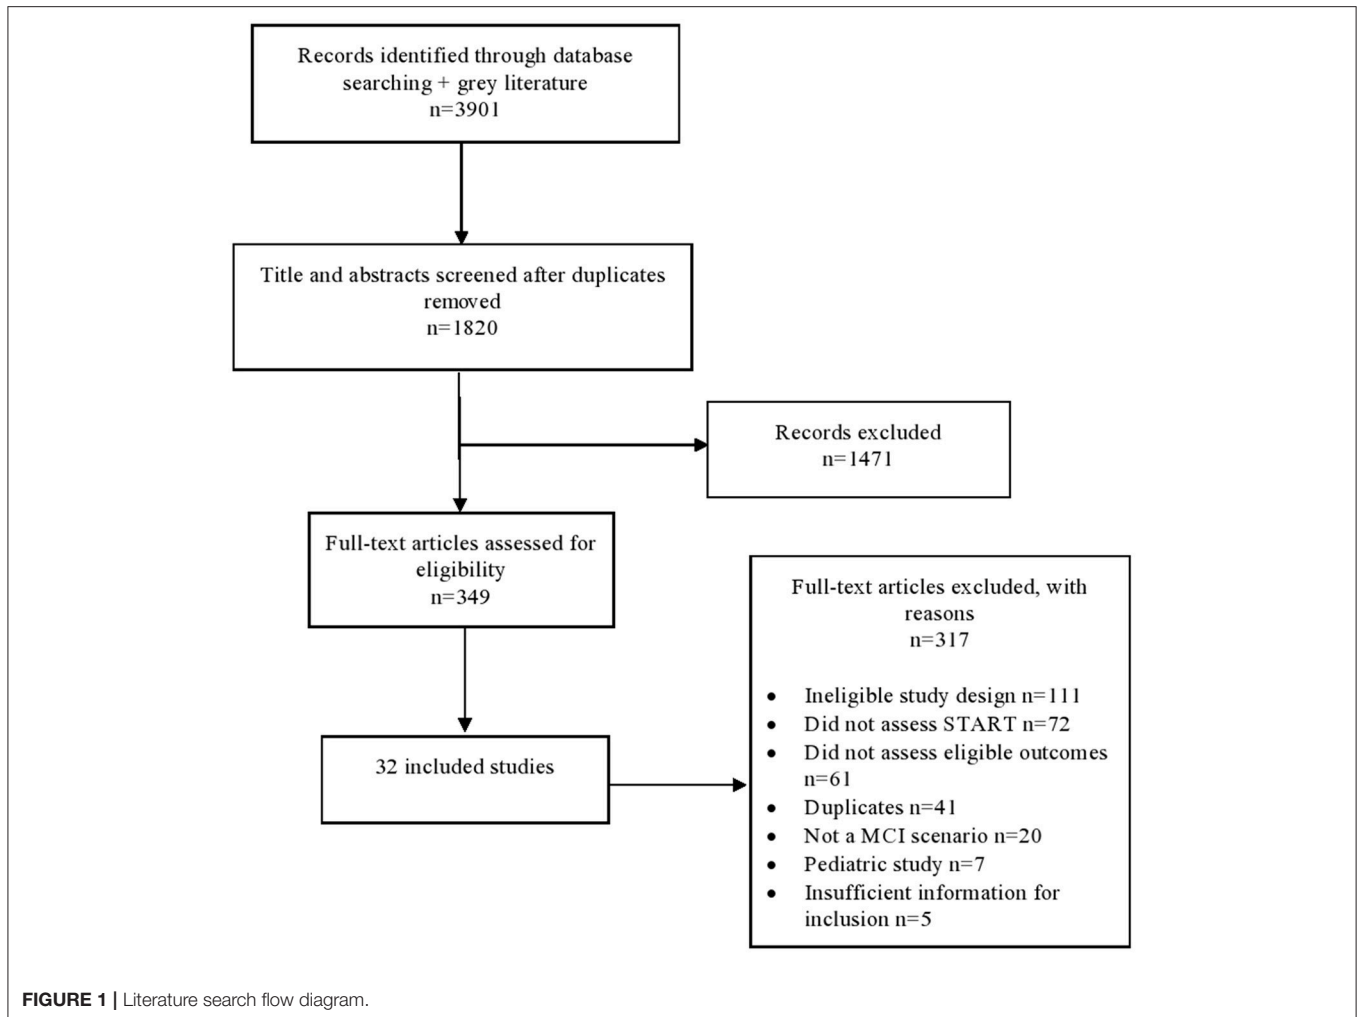 Records identified through database
searching + grey literature
n=3901
Title and abstracts screened after duplicates
removed
n=1820
Records excluded
n=1471
Full-text articles assessed for
eligibility
n=349
Full-text articles excluded, with
reasons
n=317
• Ineligible study design n=111
• Did not assess START n=72
• Did not assess eligible outcomes
n=61
• Duplicates n=41
• Not a MCI scenario n=20
• Pediatric study n=7
• Insufficient information for
inclusion n=5
32 included studies
FIGURE 1 | Literature search flow diagram.